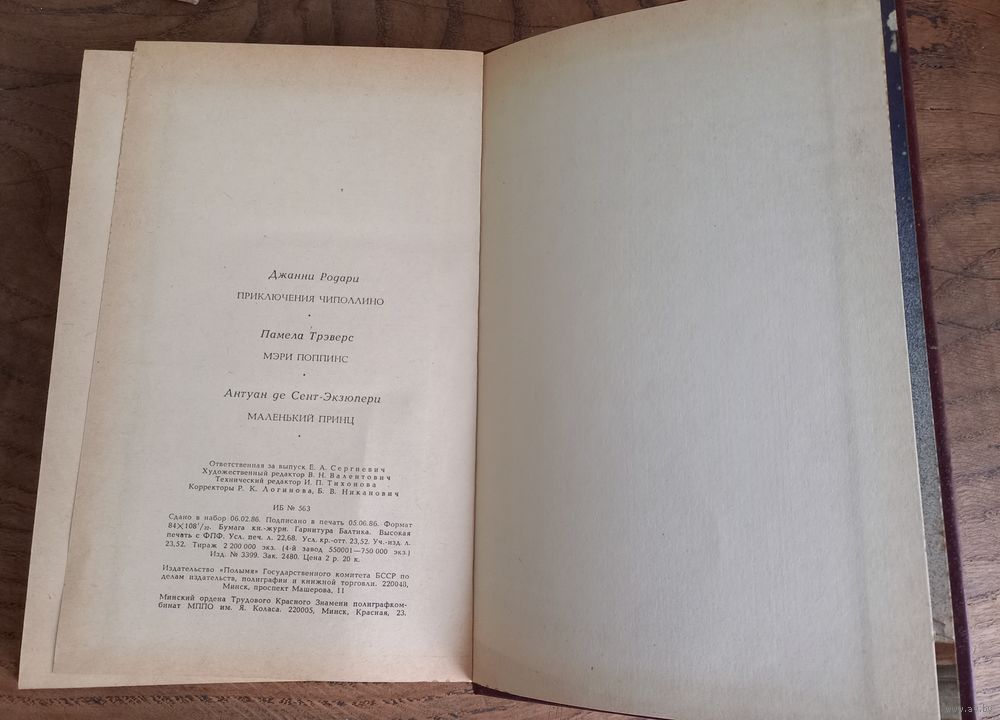 Джанни Родари
ПРИКЛЮЧЕНИЯ ЧИПОЛЛИНО
•
Памела Трэверс
МЭРИ ПОППИНС
•
Антуан де Сент-Экзюпери
МАЛЕНЬКИЙ ПРИНЦ
•
Ответственная за выпуск Е. А. Сергиевич
Художественный редактор В. Н. Валентович
Технический редактор И. П. Тихонова
Корректоры Р. К. Логинова, Б. В. Никанович
ИБ № 563
Сдано в набор 06.02.86. Подписано в печать 05.06.86. Формат
84×108¹/₃₂. Бумага кн.-журн. Гарнитура Балтика. Высокая
печать с ФПФ. Усл. печ. л. 22,68. Усл. кр.-отт. 23,52. Уч.-изд. л.
23,52. Тираж 2 200 000 экз. (4-й завод 550001—750 000 экз.)
Изд. № 3309. Зак. 2480. Цена 2 р. 20 к.
Издательство «Полымя» Государственного комитета БССР по
делам издательств, полиграфии и книжной торговли. 220048,
Минск, проспект Машерова, 11
Минский ордена Трудового Красного Знамени полиграфком-
бинат МППО им. Я. Коласа. 220005, Минск, Красная, 23.
www.ay.by